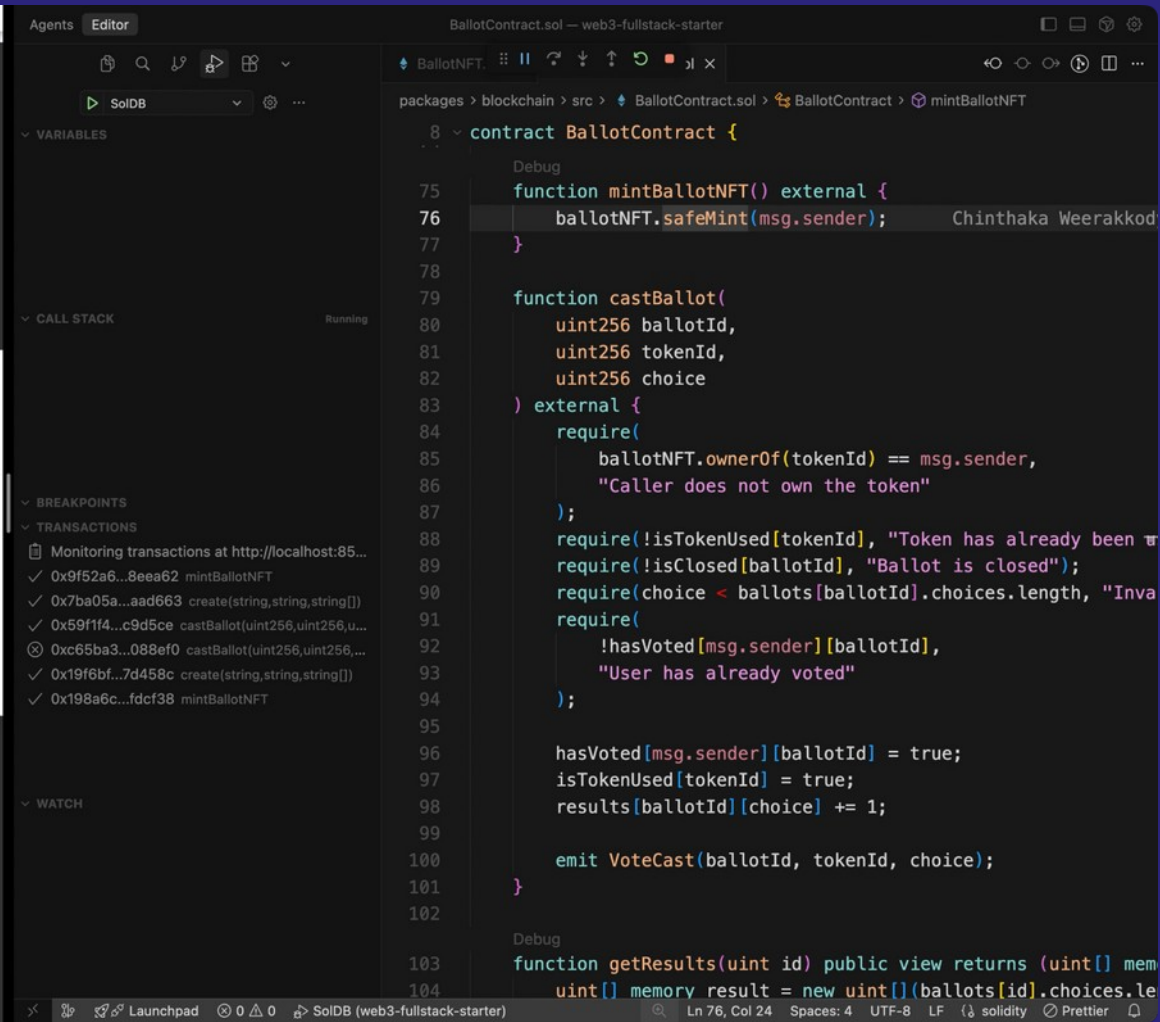 Agents Editor BallotContract.sol — web3-fullstack-starter
BallotNFT. ol
SolDB
packages > blockchain > src > BallotContract.sol > BallotContract > mintBallotNFT
VARIABLES
CALL STACK Running
BREAKPOINTS
TRANSACTIONS
Monitoring transactions at http://localhost:85...
0x9f52a6...8eea62 mintBallotNFT
0x7ba05a...aad663 create(string,string,string[])
0x59f1f4...c9d5ce castBallot(uint256,uint256,u...
0xc65ba3...088ef0 castBallot(uint256,uint256,...
0x19f6bf...7d458c create(string,string,string[])
0x198a6c...fdcf38 mintBallotNFT
WATCH
8 contract BallotContract {
Debug
75 function mintBallotNFT() external {
76 ballotNFT.safeMint(msg.sender); Chinthaka Weerakkod
77 }
78
79 function castBallot(
80 uint256 ballotId,
81 uint256 tokenId,
82 uint256 choice
83 ) external {
84 require(
85 ballotNFT.ownerOf(tokenId) == msg.sender,
86 "Caller does not own the token"
87 );
88 require(!isTokenUsed[tokenId], "Token has already been
89 require(!isClosed[ballotId], "Ballot is closed");
90 require(choice < ballots[ballotId].choices.length, "Inva
91 require(
92 !hasVoted[msg.sender][ballotId],
93 "User has already voted"
94 );
95
96 hasVoted[msg.sender][ballotId] = true;
97 isTokenUsed[tokenId] = true;
98 results[ballotId][choice] += 1;
99
100 emit VoteCast(ballotId, tokenId, choice);
101 }
102
Debug
103 function getResults(uint id) public view returns (uint[] mem
104 uint[] memory result = new uint[](ballots[id].choices.le
Launchpad 0 0 SolDB (web3-fullstack-starter) Ln 76, Col 24 Spaces: 4 UTF-8 LF solidity Prettier